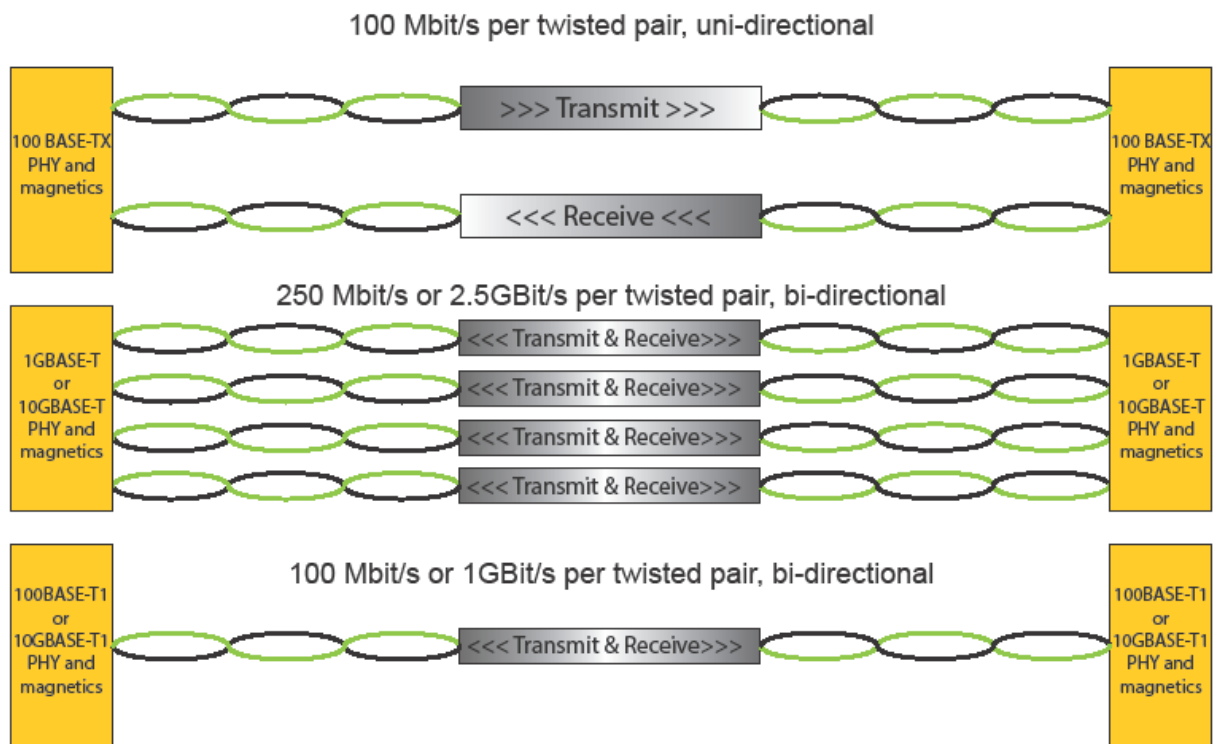 100 Mbit/s per twisted pair, uni-directional
100 BASE-TX
PHY and
magnetics
>>> Transmit >>>
<<< Receive <<<
100 BASE-TX
PHY and
magnetics
250 Mbit/s or 2.5GBit/s per twisted pair, bi-directional
1GBASE-T
or
10GBASE-T
PHY and
magnetics
<<< Transmit & Receive>>>
<<< Transmit & Receive>>>
<<< Transmit & Receive>>>
<<< Transmit & Receive>>>
1GBASE-T
or
10GBASE-T
PHY and
magnetics
100 Mbit/s or 1GBit/s per twisted pair, bi-directional
100BASE-T1
or
10GBASE-T1
PHY and
magnetics
<<< Transmit & Receive>>>
100BASE-T1
or
10GBASE-T1
PHY and
magnetics